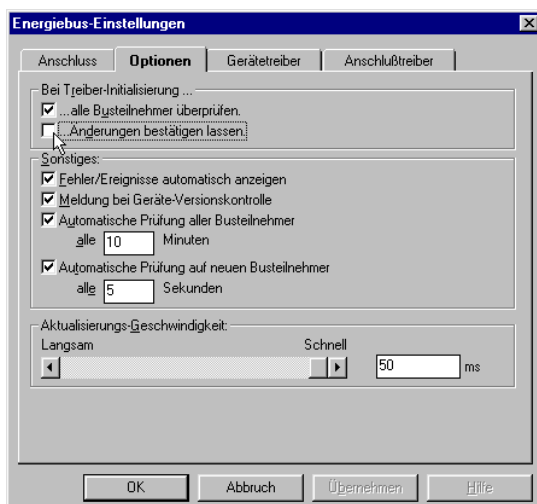 Energiebus-Einstellungen
Anschluss Optionen Gerätetreiber Anschlußtreiber
Bei Treiber-Initialisierung ...
...alle Busteilnehmer überprüfen.
...Änderungen bestätigen lassen.
Sonstiges:
Fehler/Ereignisse automatisch anzeigen
Meldung bei Geräte-Versionskontrolle
Automatische Prüfung aller Busteilnehmer
alle 10 Minuten
Automatische Prüfung auf neuen Busteilnehmer
alle 5 Sekunden
Aktualisierungs-Geschwindigkeit:
Langsam Schnell
50 ms
OK Abbruch Übernehmen Hilfe